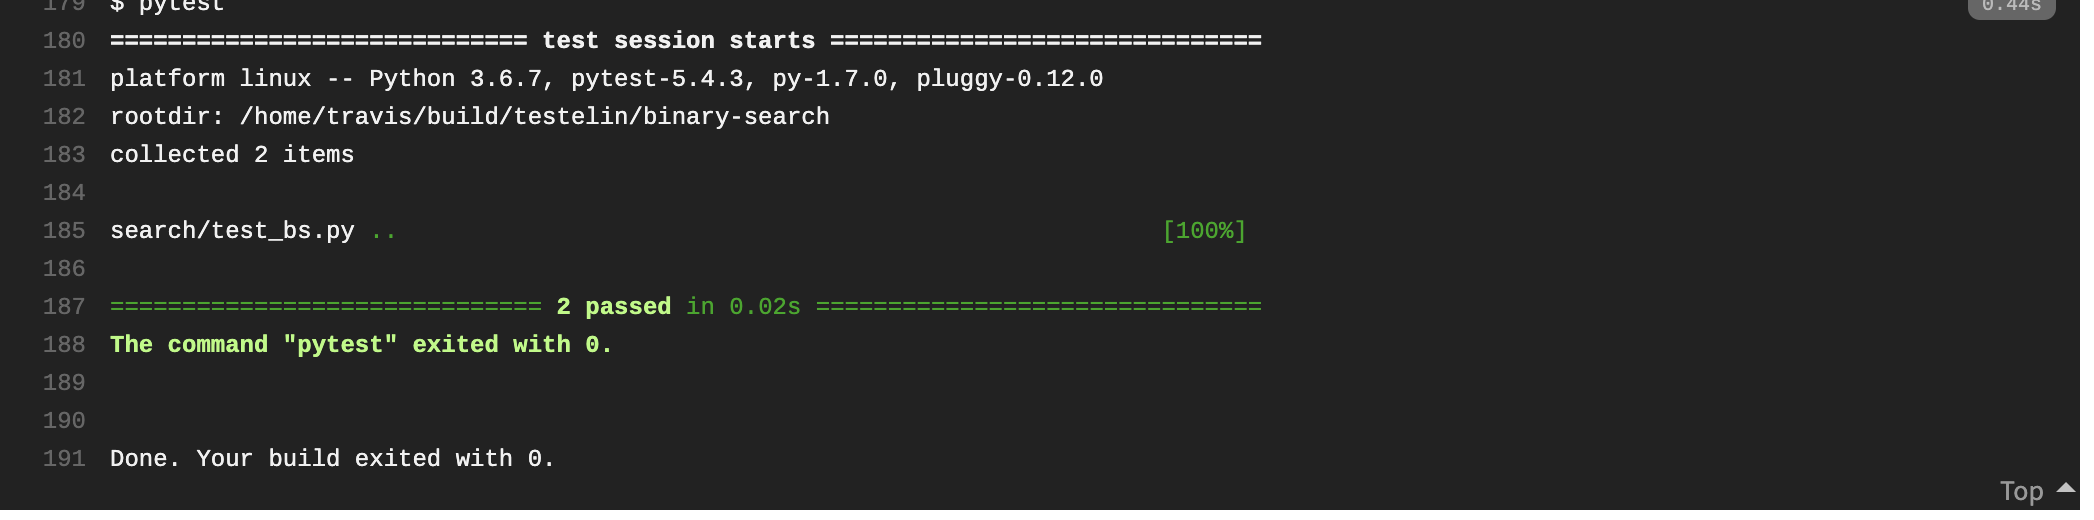 179 $ pytest 0.44s
180 ============================= test session starts ==============================
181 platform linux -- Python 3.6.7, pytest-5.4.3, py-1.7.0, pluggy-0.12.0
182 rootdir: /home/travis/build/testelin/binary-search
183 collected 2 items
184
185 search/test_bs.py .. [100%]
186
187 ============================== 2 passed in 0.02s ===============================
188 The command "pytest" exited with 0.
189
190
191 Done. Your build exited with 0.
Top